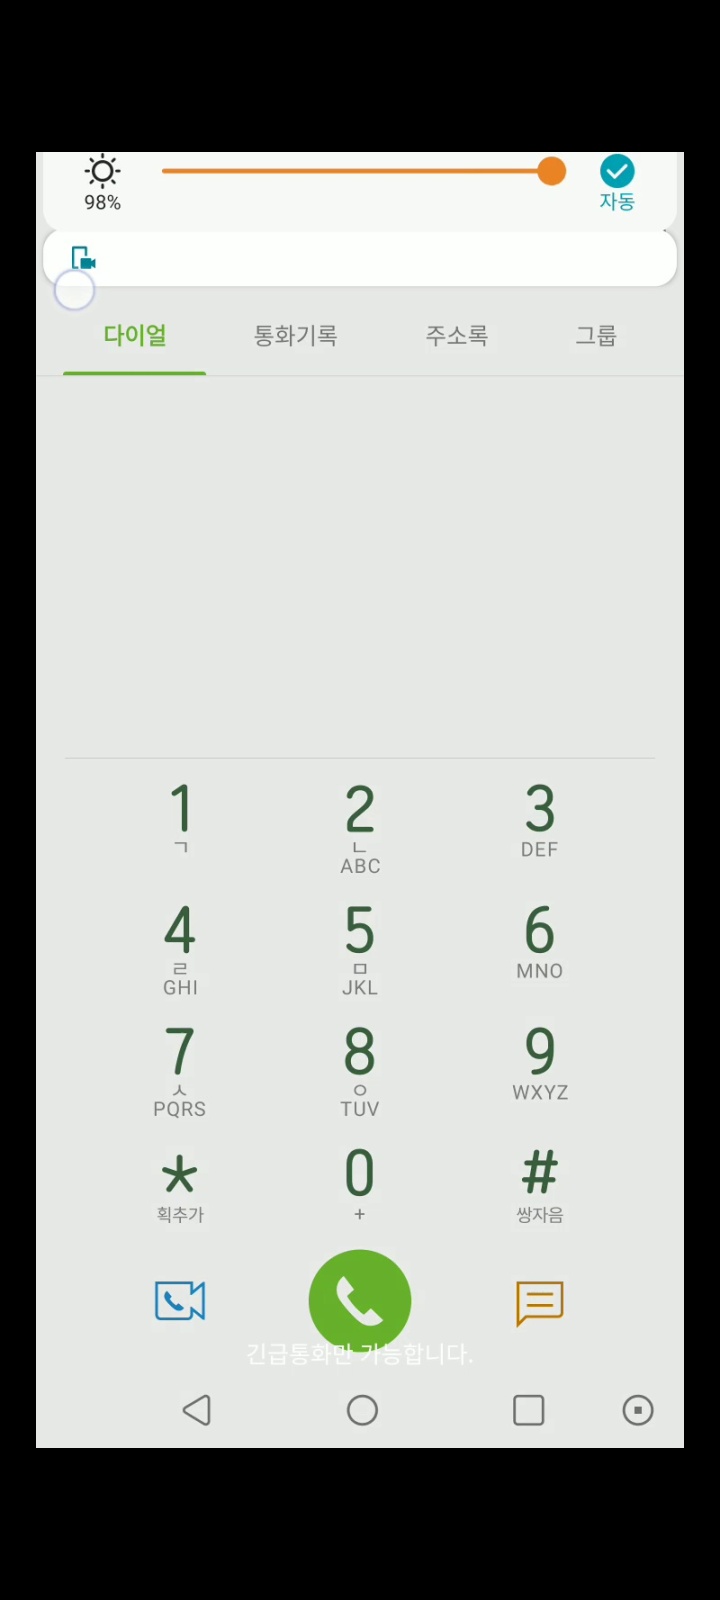 98%
자동
다이얼 통화기록 주소록 그룹
1 2 3
ㄱ ㄴ DEF
ABC
4 5 6
ㄹ ㅁ MNO
GHI JKL
7 8 9
ㅅ ㅇ WXYZ
PQRS TUV
* 0 #
획추가 + 쌍자음
긴급통화만 가능합니다.